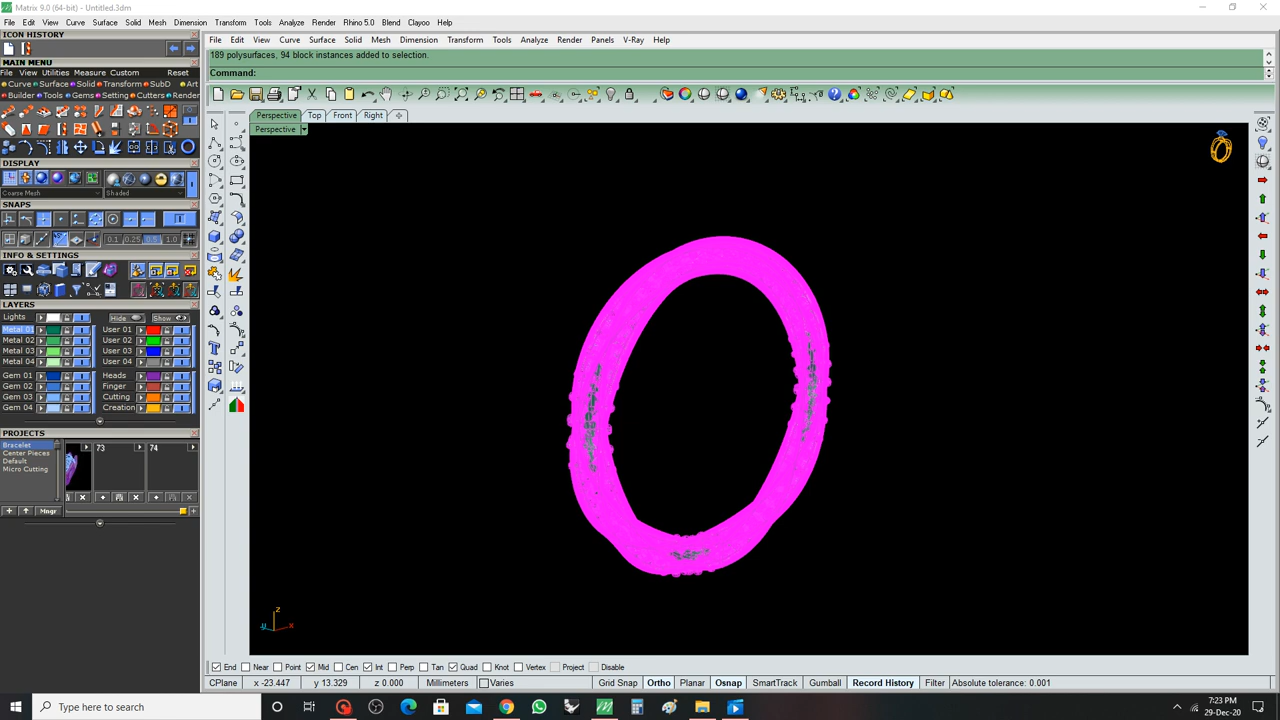 Matrix 9.0 (64-bit) - Untitled.3dm
File Edit View Curve Surface Solid Mesh Dimension Transform Tools Analyze Render Rhino 5.0 Blend Clayoo Help
ICON HISTORY
MAIN MENU
File View Utilities Measure Custom Reset
Curve Surface Solid Transform SubD Art
Builder Tools Gems Setting Cutters Render
DISPLAY
Coarse Mesh Shaded
SNAPS
0.1 0.25 0.5 1.0
INFO & SETTINGS
LAYERS
Lights Hide Show
Metal 01 User 01
Metal 02 User 02
Metal 03 User 03
Metal 04 User 04
Gem 01 Heads
Gem 02 Finger
Gem 03 Cutting
Gem 04 Creation
PROJECTS
Bracelet
Center Pieces
Default
Micro Cutting
73 74
Mngr
File Edit View Curve Surface Solid Mesh Dimension Transform Tools Analyze Render Panels V-Ray Help
189 polysurfaces, 94 block instances added to selection.
Command:
Perspective Top Front Right
Perspective
z
y x
End Near Point Mid Cen Int Perp Tan Quad Knot Vertex Project Disable
CPlane x -23.447 y 13.329 z 0.000 Millimeters Varies Grid Snap Ortho Planar Osnap SmartTrack Gumball Record History Filter Absolute tolerance: 0.001
Type here to search
7:23 PM
29-Dec-20